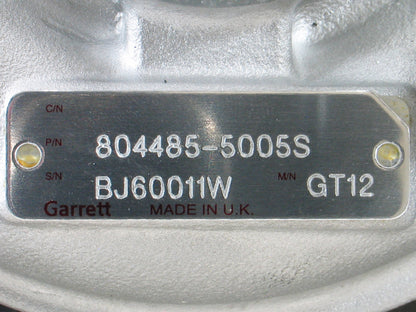 C/N
P/N 804485-5005S
S/N BJ60011W M/N GT12
Garrett MADE IN U.K.